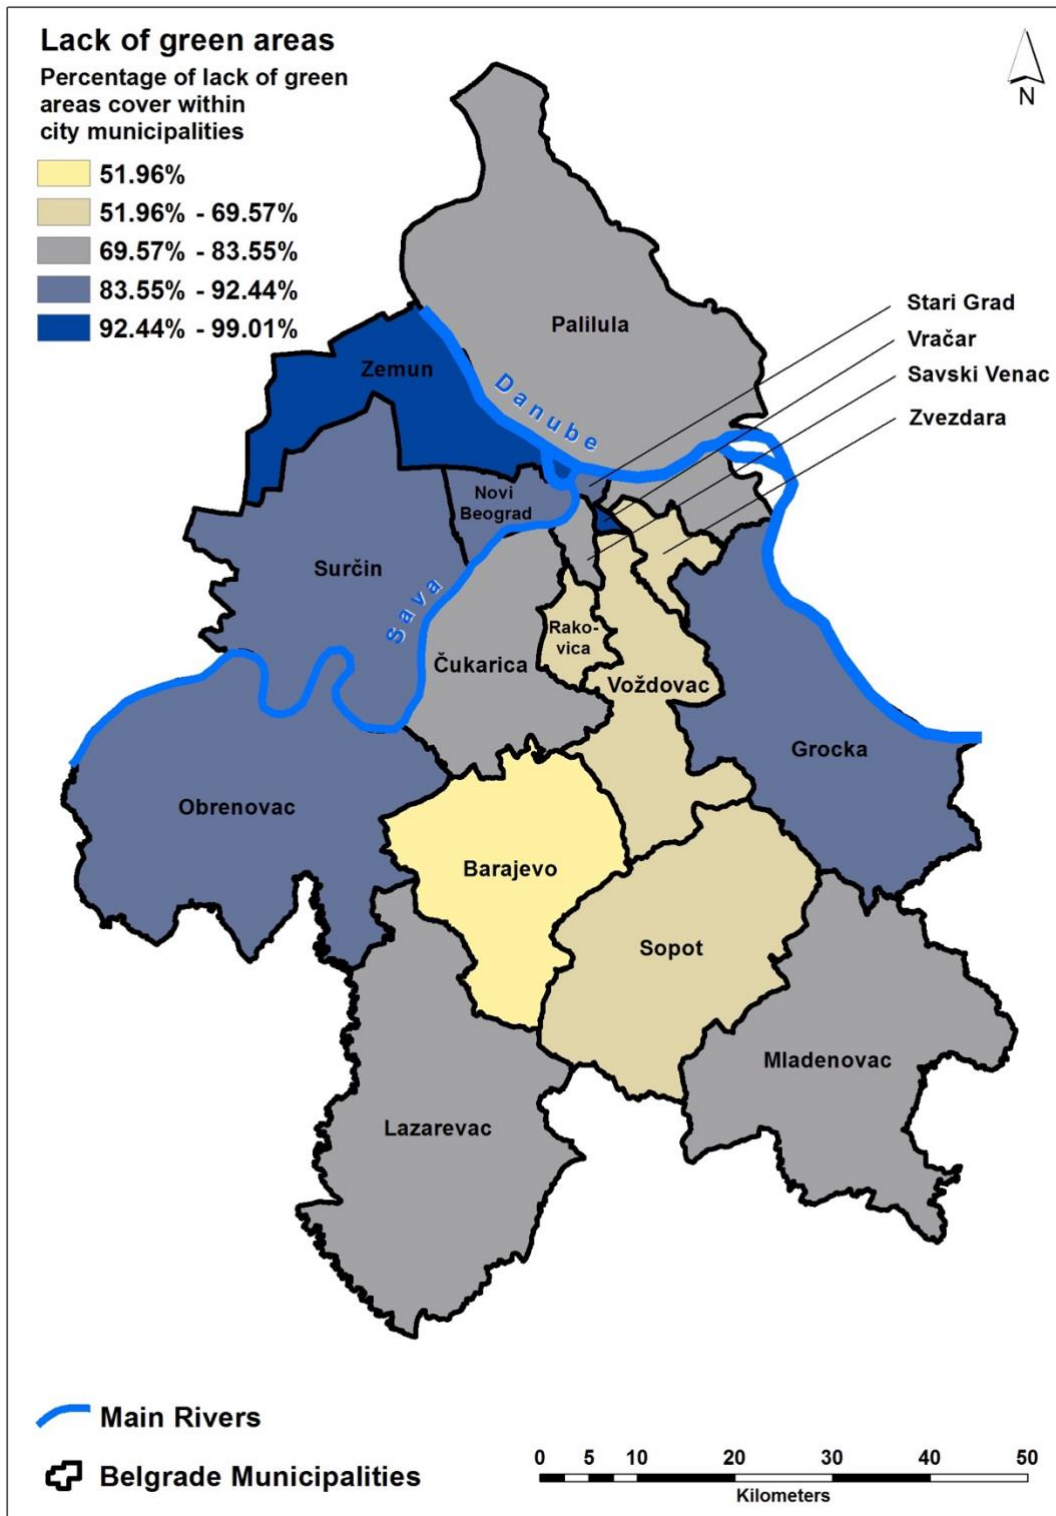 Lack of green areas
Percentage of lack of green
areas cover within
city municipalities
51.96%
51.96% - 69.57%
69.57% - 83.55%
83.55% - 92.44%
92.44% - 99.01%
N
Stari Grad
Vračar
Savski Venac
Zvezdara
Palilula
Zemun
Danube
Novi
Beograd
Surčin
Sava
Rako-
vica
Čukarica
Voždovac
Grocka
Obrenovac
Barajevo
Sopot
Mladenovac
Lazarevac
Main Rivers
Belgrade Municipalities
0 5 10 20 30 40 50
Kilometers